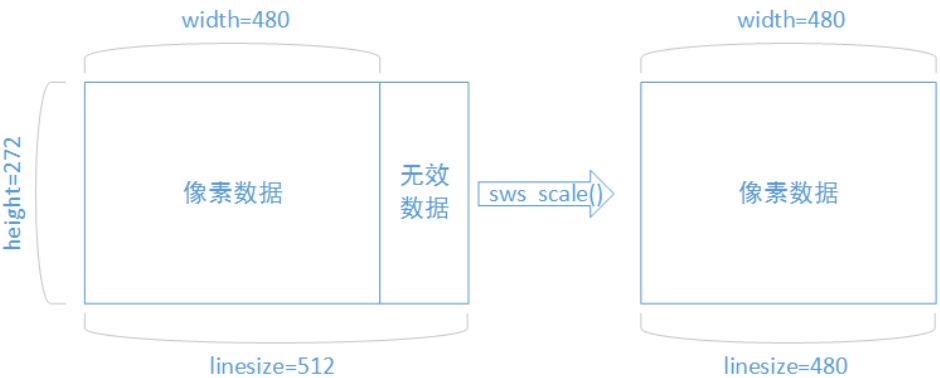 width=480
width=480
height=272
像素数据
无效
数据
sws_scale()
像素数据
linesize=512
linesize=480